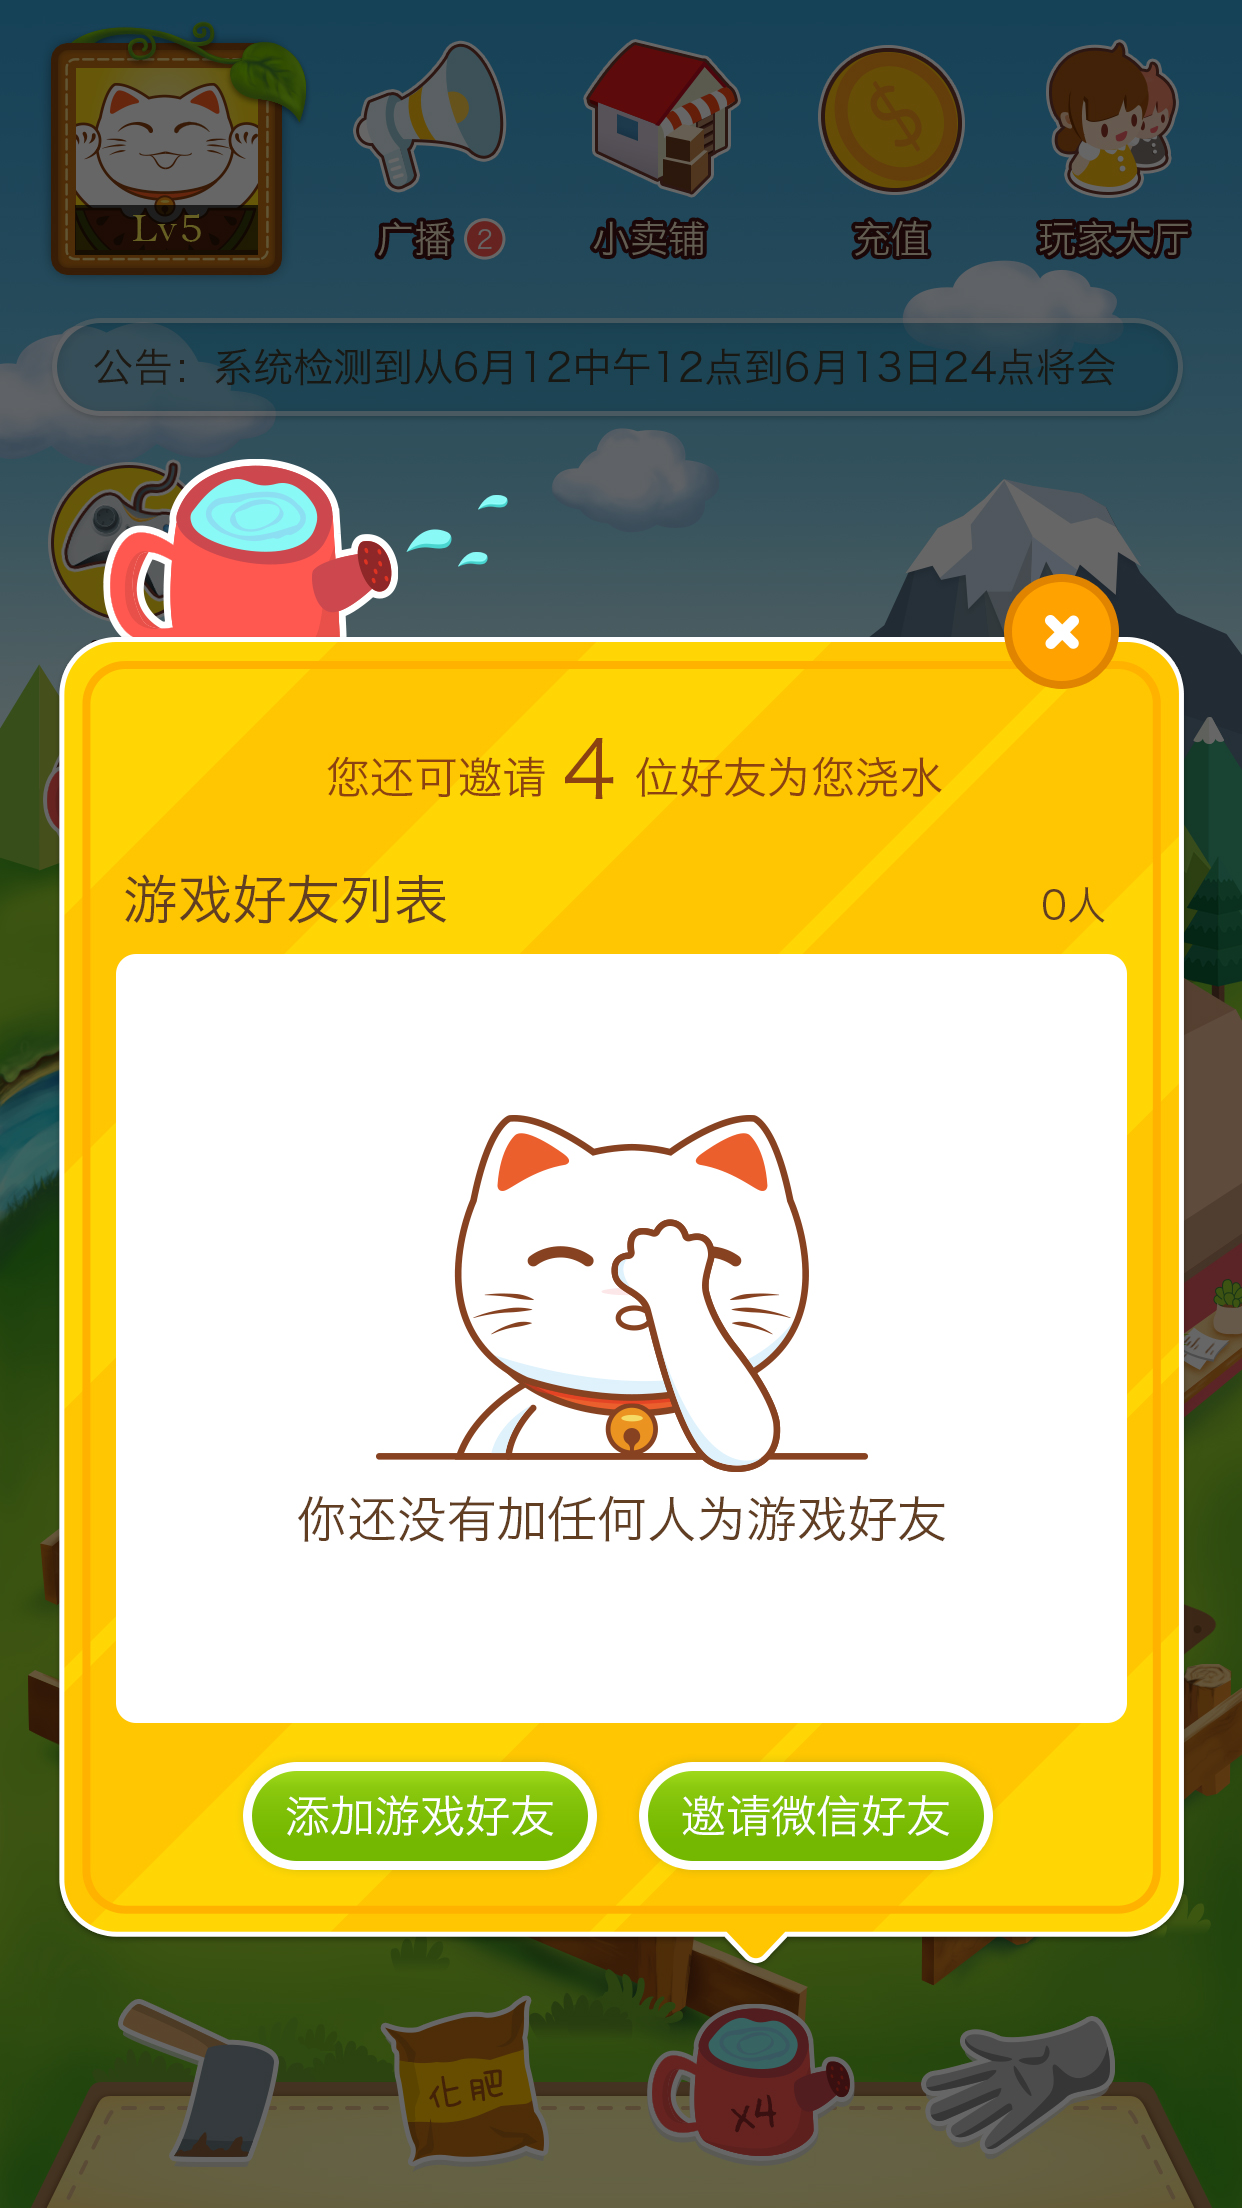 Lv5
广播 2
小卖铺
充值
玩家大厅
公告：系统检测到从6月12中午12点到6月13日24点将会
您还可邀请 4 位好友为您浇水
游戏好友列表
0人
你还没有加任何人为游戏好友
添加游戏好友
邀请微信好友
化肥
x4